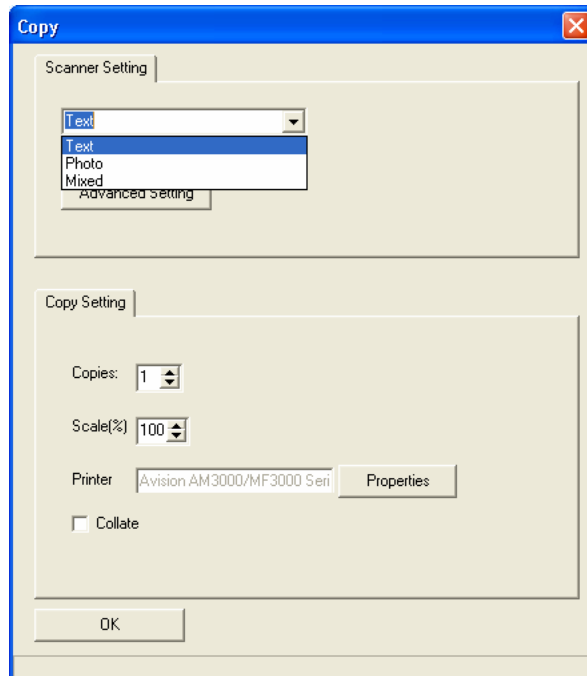 Copy
Scanner Setting
Text
Text
Photo
Mixed
Advanced Setting
Copy Setting
Copies: 1
Scale(%) 100
Printer Avision AM3000/MF3000 Seri Properties
Collate
OK